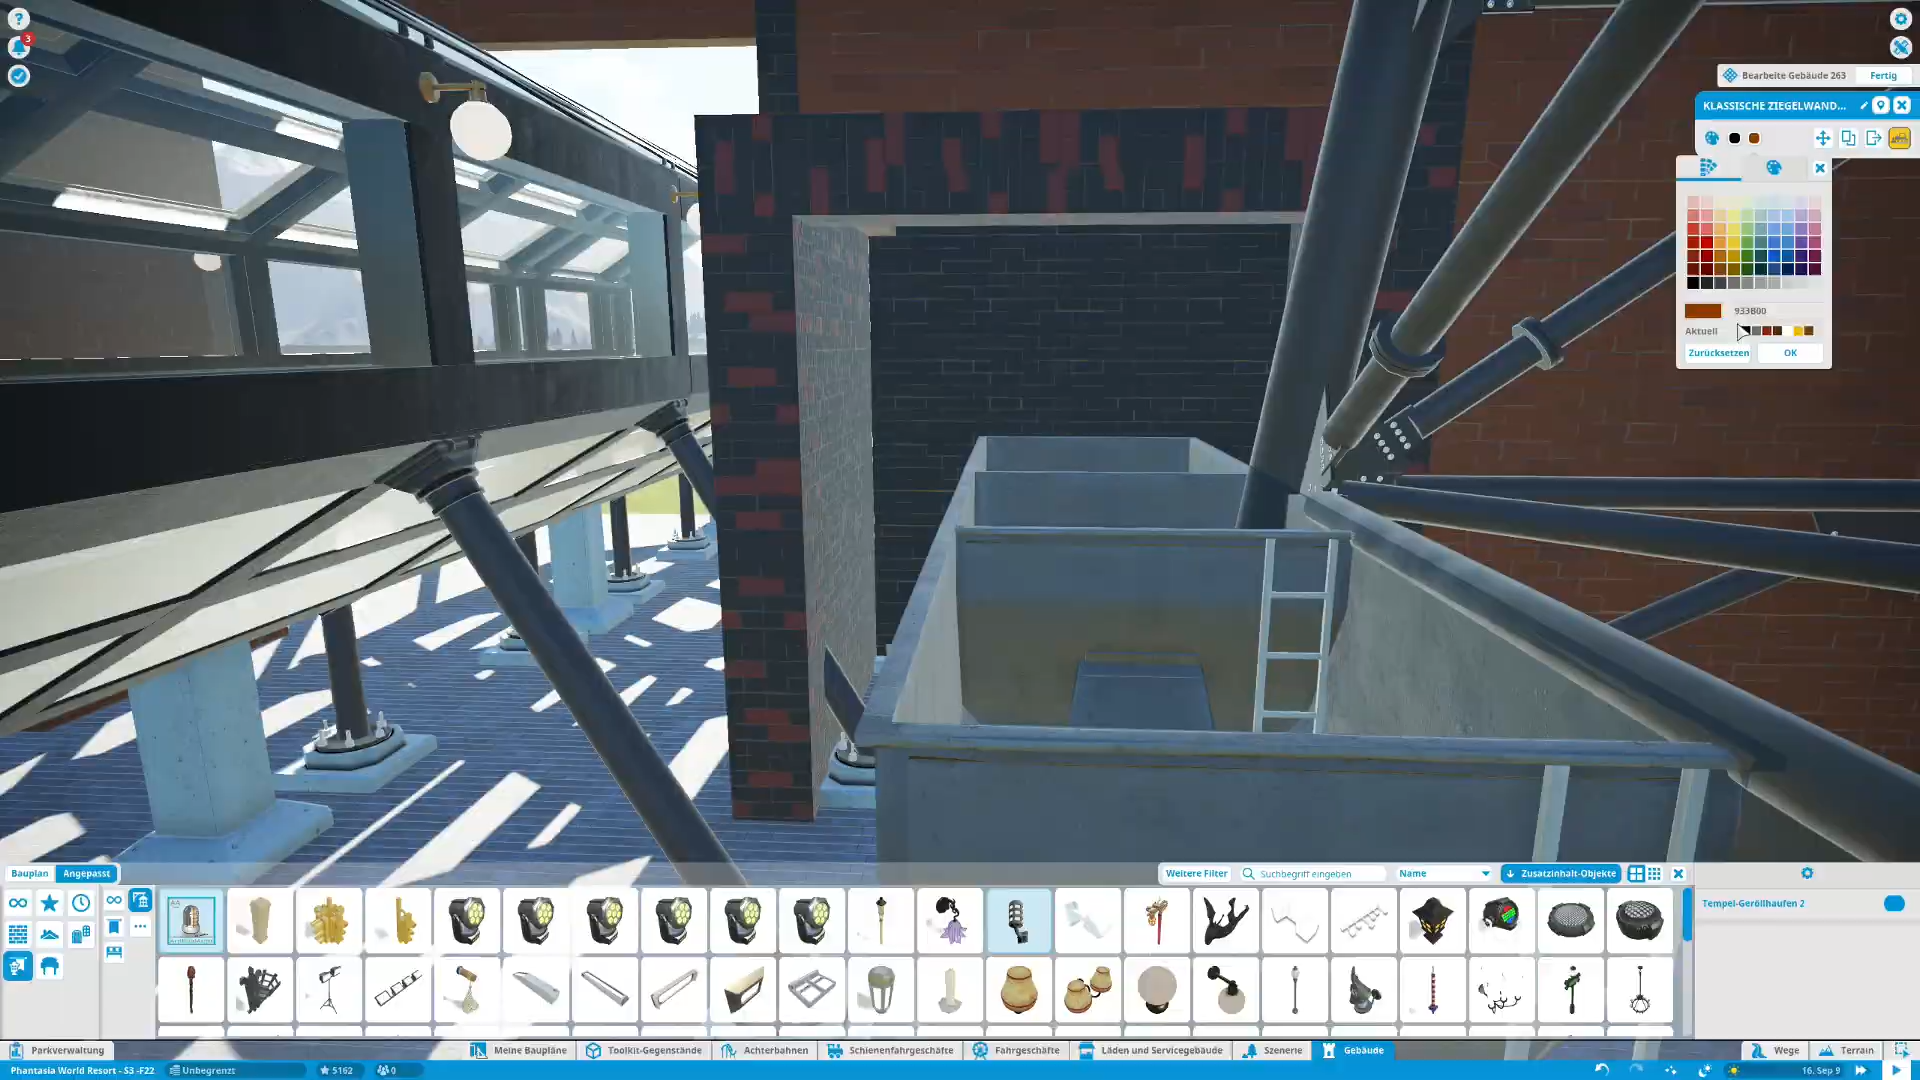 ?
3
Bearbeite Gebäude 263
Fertig
KLASSISCHE ZIEGELWAND...
933B00
Aktuell
Zurücksetzen
OK
Bauplan
Angepasst
Weitere Filter
Suchbegriff eingeben
Name
Zusatzinhalt-Objekte
AA
Tempel-Geröllhaufen 2
Parkverwaltung
Meine Baupläne
Toolkit-Gegenstände
Achterbahnen
Schienenfahrgeschäfte
Fahrgeschäfte
Läden und Servicegebäude
Szenerie
Gebäude
Wege
Terrain
Phantasia World Resort - S3 -F22
Unbegrenzt
5162
0
16. Sep 9